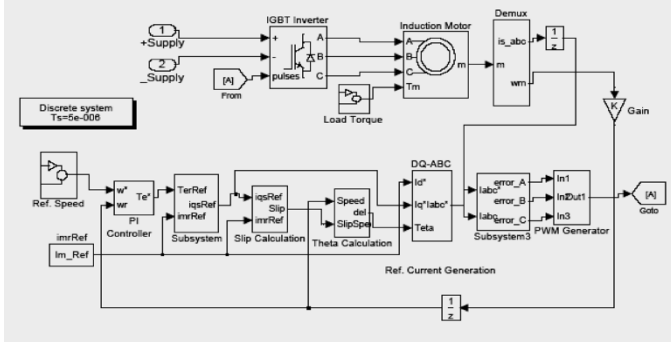 IGBT Inverter
Induction Motor
Demux
1
+Supply
2
_Supply
+
-
pulses
A
B
C
[A]
From
A
B
C
Tm
m
Load Torque
m
is_abc
wm
1
z
K
Gain
Discrete system
Ts=5e-006
Ref. Speed
w*
wr
Te*
PI
Controller
TerRef
iqsRef
imrRef
Subsystem
iqsRef
Slip
imrRef
Slip Calculation
Speed
del
SlipSpe
Theta Calculation
DQ-ABC
Id*
Iq*
Iabc*
Teta
Iabc*
Iabc
error_A
error_B
error_C
Subsystem3
In1
In2
Out1
In3
PWM Generator
[A]
Goto
imrRef
Im_Ref
Ref. Current Generation
1
z